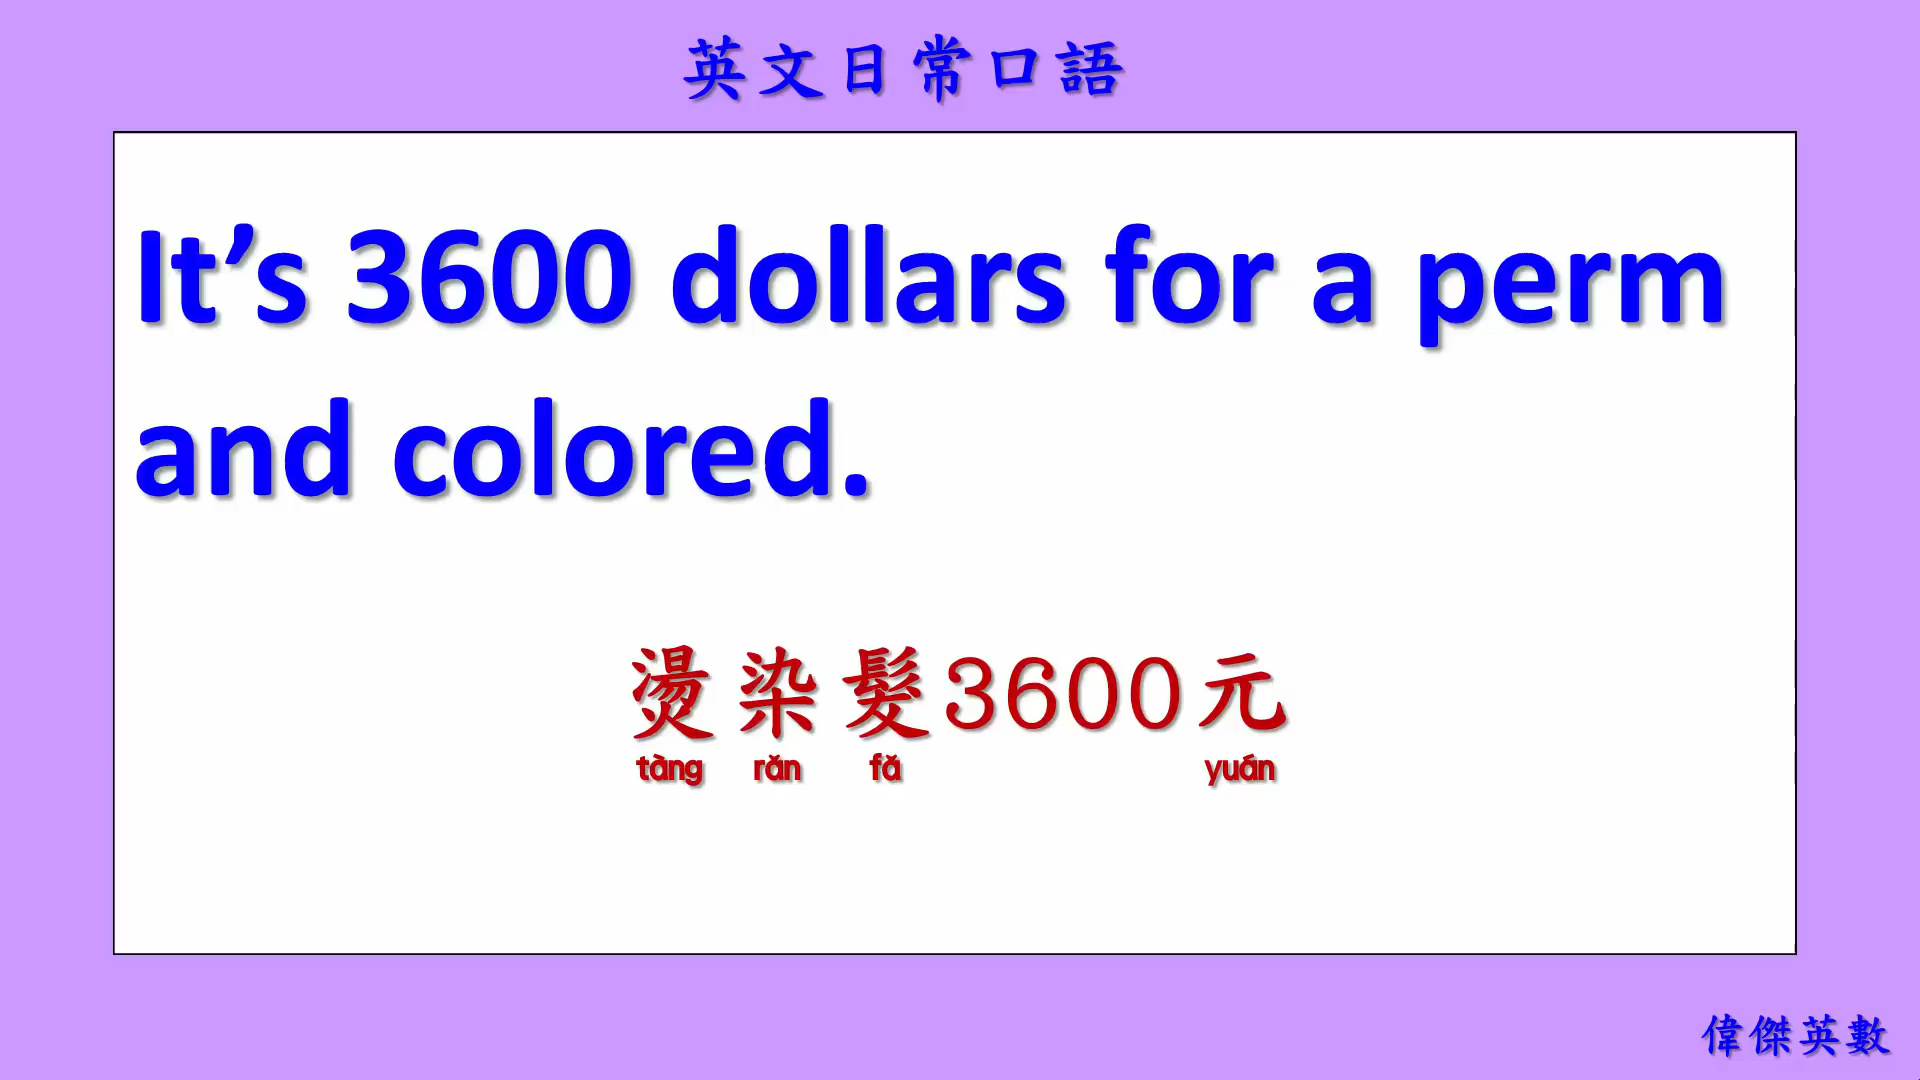 英文日常口語
It’s 3600 dollars for a perm
and colored.
燙染髮3600元
tàng rǎn fǎ yuán
偉傑英數